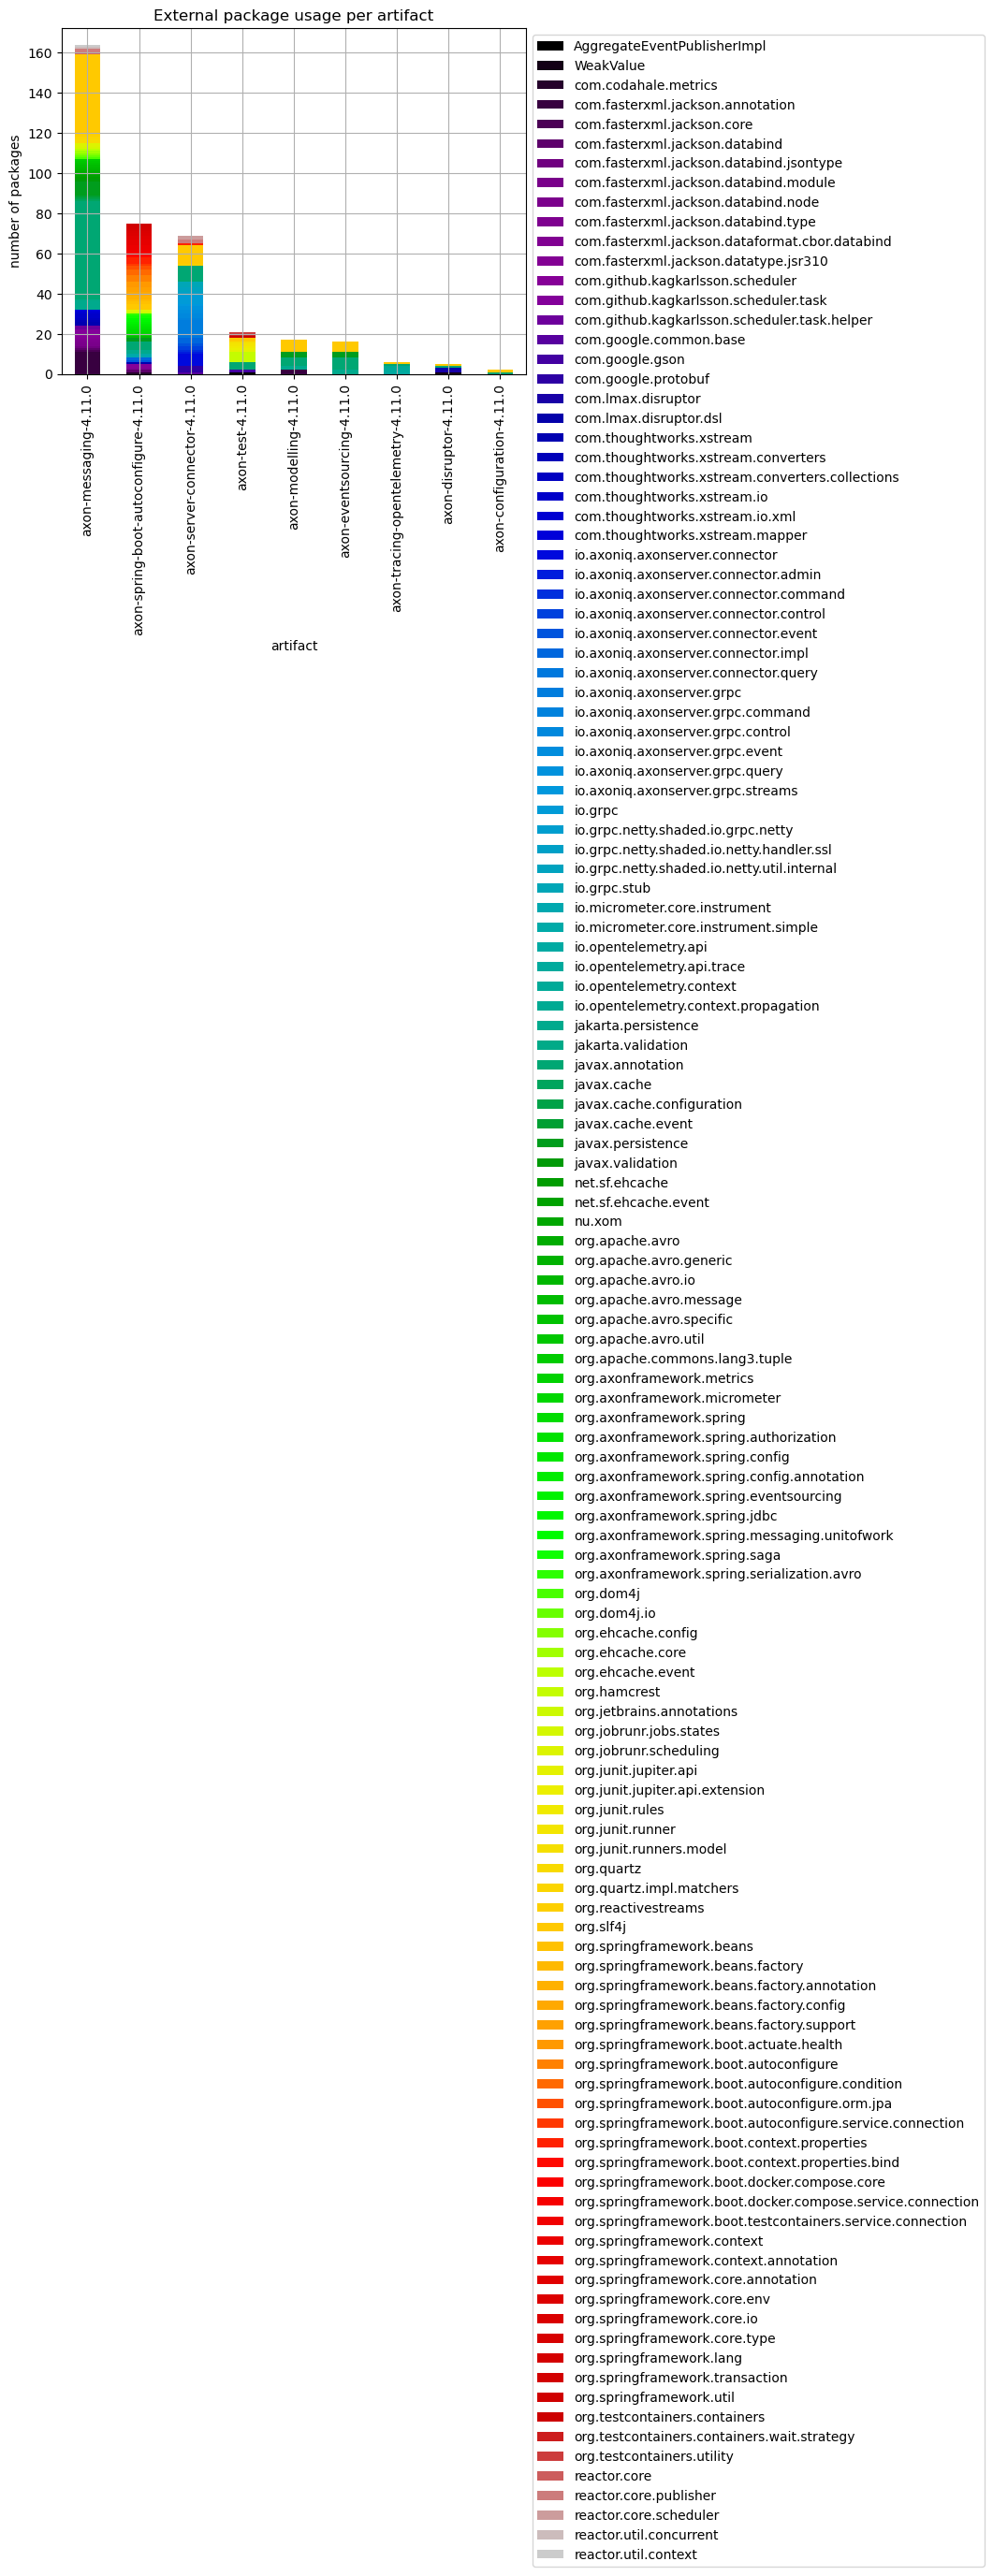 External package usage per artifact
number of packages
160
140
120
100
80
60
40
20
0
axon-messaging-4.11.0
axon-spring-boot-autoconfigure-4.11.0
axon-server-connector-4.11.0
axon-test-4.11.0
axon-modelling-4.11.0
axon-eventsourcing-4.11.0
axon-tracing-opentelemetry-4.11.0
axon-disruptor-4.11.0
axon-configuration-4.11.0
artifact
AggregateEventPublisherImpl
WeakValue
com.codahale.metrics
com.fasterxml.jackson.annotation
com.fasterxml.jackson.core
com.fasterxml.jackson.databind
com.fasterxml.jackson.databind.jsontype
com.fasterxml.jackson.databind.module
com.fasterxml.jackson.databind.node
com.fasterxml.jackson.databind.type
com.fasterxml.jackson.dataformat.cbor.databind
com.fasterxml.jackson.datatype.jsr310
com.github.kagkarlsson.scheduler
com.github.kagkarlsson.scheduler.task
com.github.kagkarlsson.scheduler.task.helper
com.google.common.base
com.google.gson
com.google.protobuf
com.lmax.disruptor
com.lmax.disruptor.dsl
com.thoughtworks.xstream
com.thoughtworks.xstream.converters
com.thoughtworks.xstream.converters.collections
com.thoughtworks.xstream.io
com.thoughtworks.xstream.io.xml
com.thoughtworks.xstream.mapper
io.axoniq.axonserver.connector
io.axoniq.axonserver.connector.admin
io.axoniq.axonserver.connector.command
io.axoniq.axonserver.connector.control
io.axoniq.axonserver.connector.event
io.axoniq.axonserver.connector.impl
io.axoniq.axonserver.connector.query
io.axoniq.axonserver.grpc
io.axoniq.axonserver.grpc.command
io.axoniq.axonserver.grpc.control
io.axoniq.axonserver.grpc.event
io.axoniq.axonserver.grpc.query
io.axoniq.axonserver.grpc.streams
io.grpc
io.grpc.netty.shaded.io.grpc.netty
io.grpc.netty.shaded.io.netty.handler.ssl
io.grpc.netty.shaded.io.netty.util.internal
io.grpc.stub
io.micrometer.core.instrument
io.micrometer.core.instrument.simple
io.opentelemetry.api
io.opentelemetry.api.trace
io.opentelemetry.context
io.opentelemetry.context.propagation
jakarta.persistence
jakarta.validation
javax.annotation
javax.cache
javax.cache.configuration
javax.cache.event
javax.persistence
javax.validation
net.sf.ehcache
net.sf.ehcache.event
nu.xom
org.apache.avro
org.apache.avro.generic
org.apache.avro.io
org.apache.avro.message
org.apache.avro.specific
org.apache.avro.util
org.apache.commons.lang3.tuple
org.axonframework.metrics
org.axonframework.micrometer
org.axonframework.spring
org.axonframework.spring.authorization
org.axonframework.spring.config
org.axonframework.spring.config.annotation
org.axonframework.spring.eventsourcing
org.axonframework.spring.jdbc
org.axonframework.spring.messaging.unitofwork
org.axonframework.spring.saga
org.axonframework.spring.serialization.avro
org.dom4j
org.dom4j.io
org.ehcache.config
org.ehcache.core
org.ehcache.event
org.hamcrest
org.jetbrains.annotations
org.jobrunr.jobs.states
org.jobrunr.scheduling
org.junit.jupiter.api
org.junit.jupiter.api.extension
org.junit.rules
org.junit.runner
org.junit.runners.model
org.quartz
org.quartz.impl.matchers
org.reactivestreams
org.slf4j
org.springframework.beans
org.springframework.beans.factory
org.springframework.beans.factory.annotation
org.springframework.beans.factory.config
org.springframework.beans.factory.support
org.springframework.boot.actuate.health
org.springframework.boot.autoconfigure
org.springframework.boot.autoconfigure.condition
org.springframework.boot.autoconfigure.orm.jpa
org.springframework.boot.autoconfigure.service.connection
org.springframework.boot.context.properties
org.springframework.boot.context.properties.bind
org.springframework.boot.docker.compose.core
org.springframework.boot.docker.compose.service.connection
org.springframework.boot.testcontainers.service.connection
org.springframework.context
org.springframework.context.annotation
org.springframework.core.annotation
org.springframework.core.env
org.springframework.core.io
org.springframework.core.type
org.springframework.lang
org.springframework.transaction
org.springframework.util
org.testcontainers.containers
org.testcontainers.containers.wait.strategy
org.testcontainers.utility
reactor.core
reactor.core.publisher
reactor.core.scheduler
reactor.util.concurrent
reactor.util.context